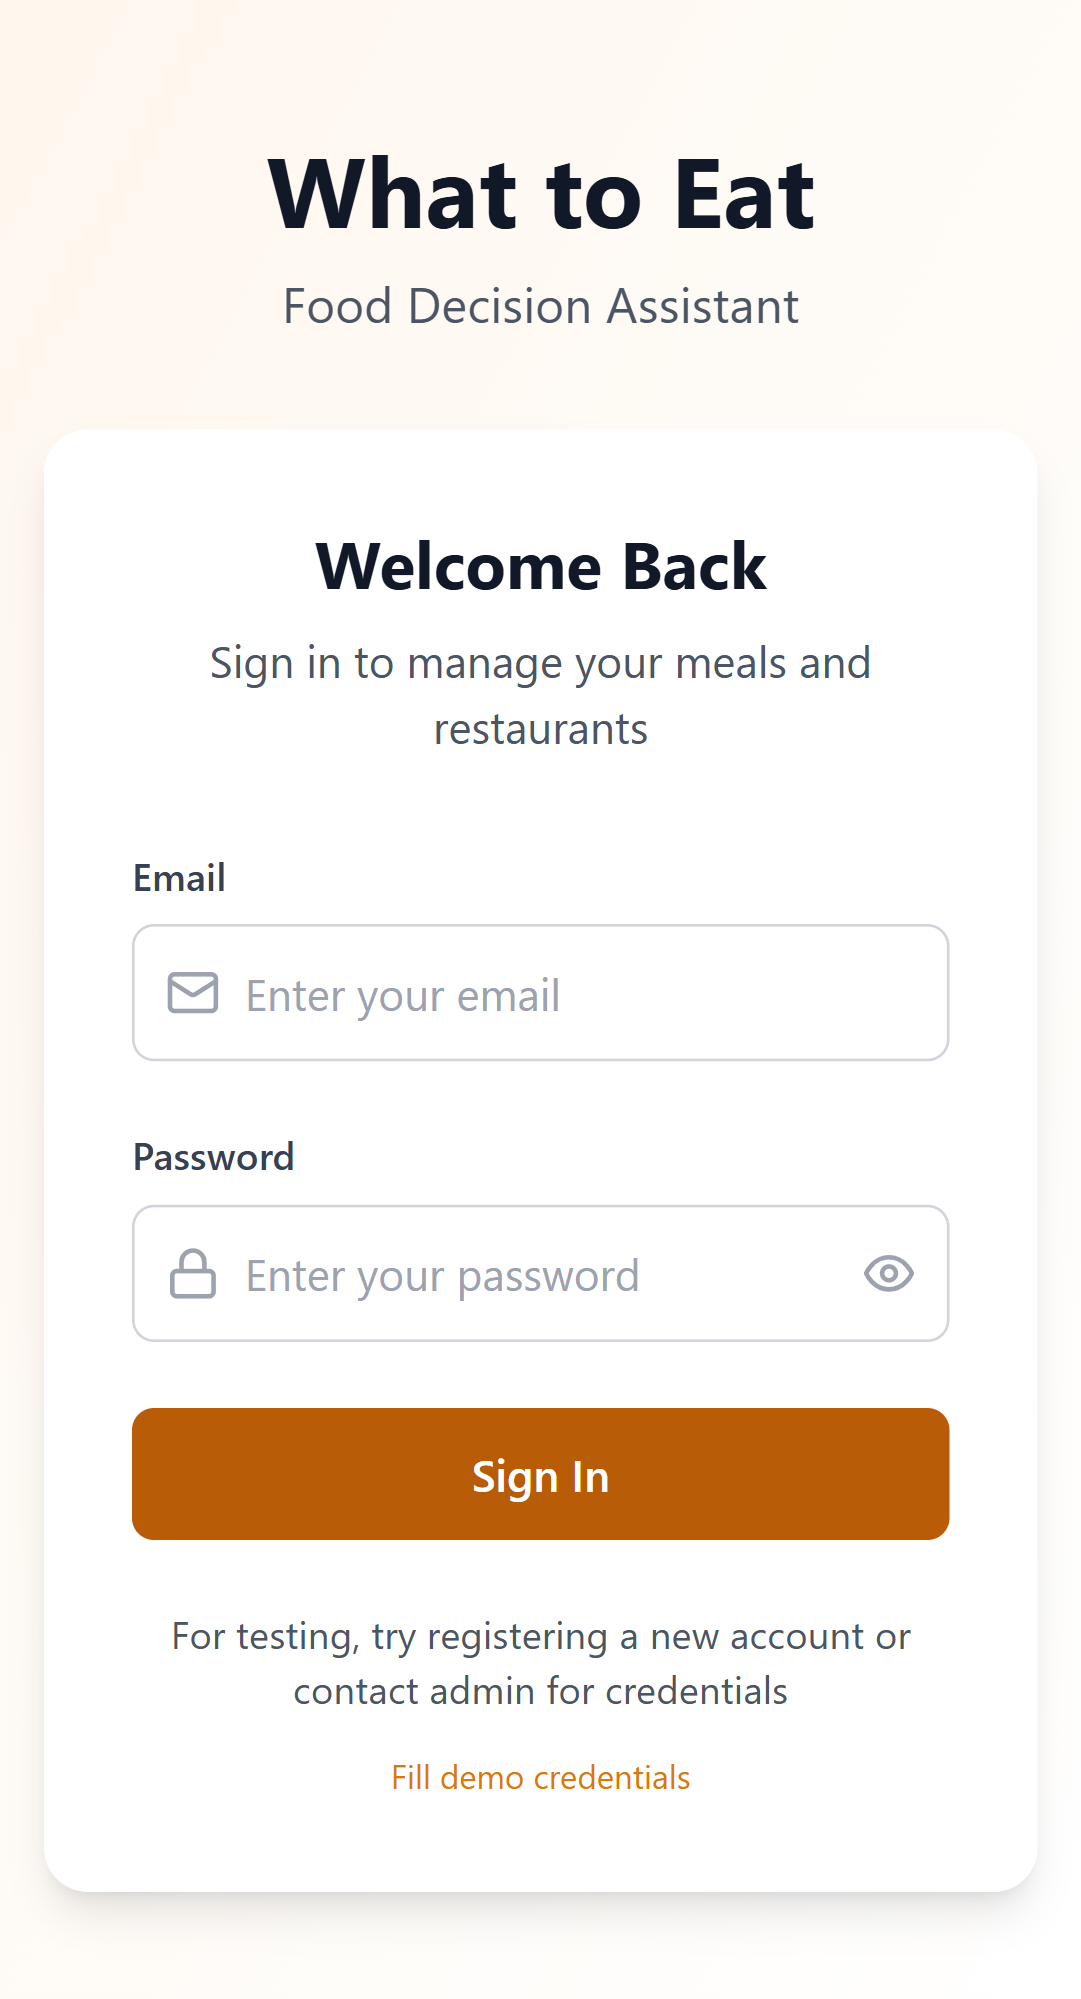 What to Eat
Food Decision Assistant
Welcome Back
Sign in to manage your meals and
restaurants
Email
Enter your email
Password
Enter your password
Sign In
For testing, try registering a new account or
contact admin for credentials
Fill demo credentials